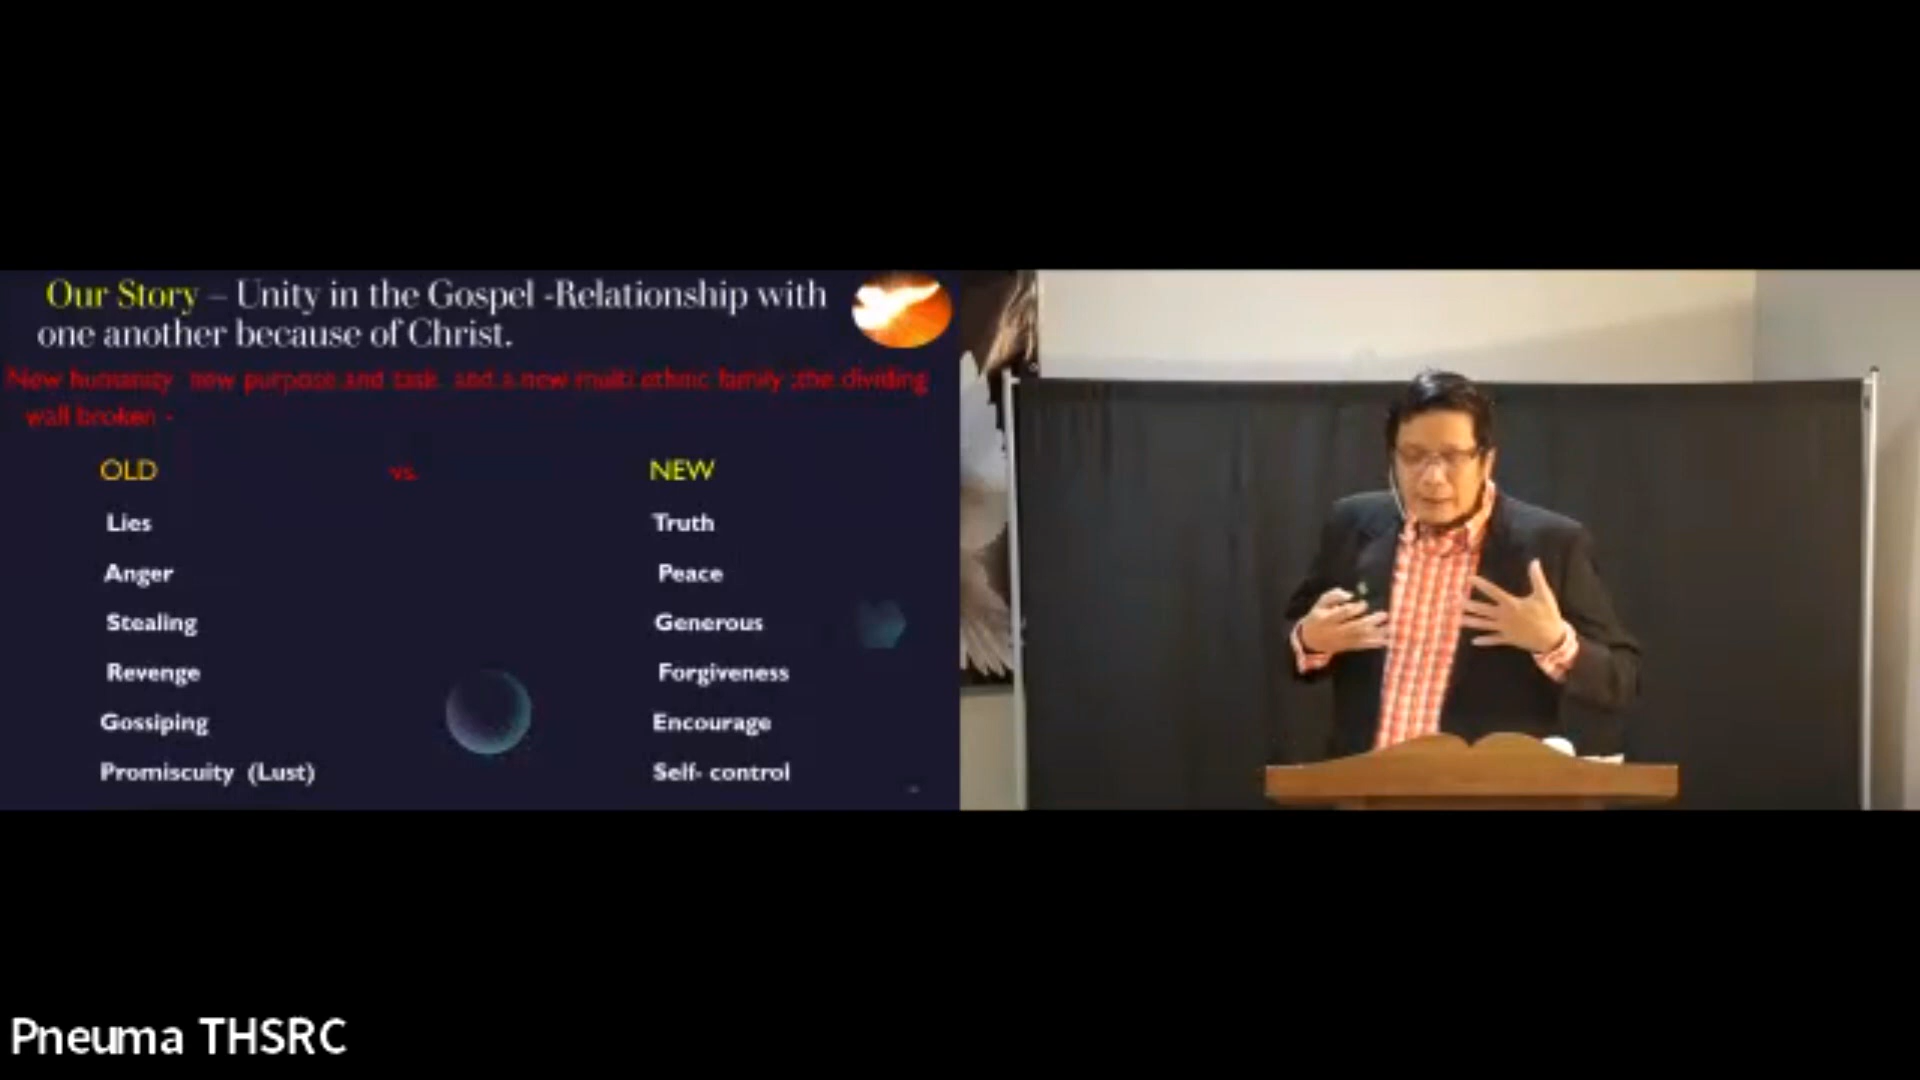 Our Story – Unity in the Gospel -Relationship with
one another because of Christ.
New humanity new purpose and task and a new multi ethnic family :the dividing
wall broken -
OLD vs. NEW
Lies Truth
Anger Peace
Stealing Generous
Revenge Forgiveness
Gossiping Encourage
Promiscuity (Lust) Self- control
Pneuma THSRC